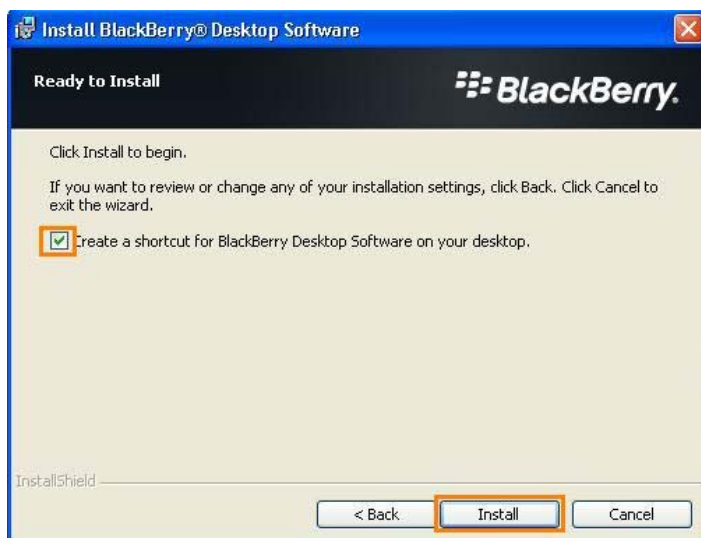 Install BlackBerry® Desktop Software
Ready to Install
BlackBerry.
Click Install to begin.
If you want to review or change any of your installation settings, click Back. Click Cancel to
exit the wizard.
Create a shortcut for BlackBerry Desktop Software on your desktop.
InstallShield
< Back
Install
Cancel